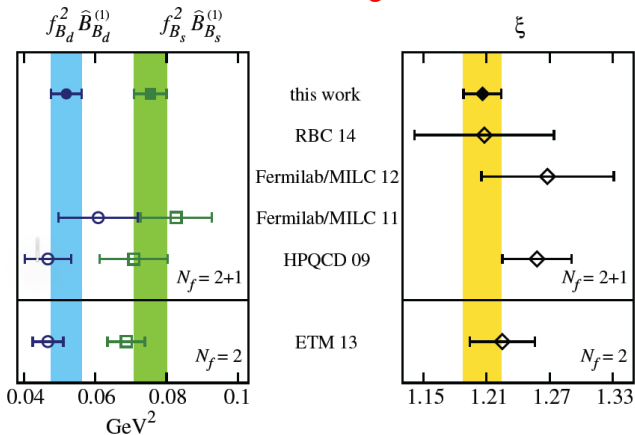 f²_{B_d} B̂^{(1)}_{B_d} f²_{B_s} B̂^{(1)}_{B_s} ξ
this work
RBC 14
Fermilab/MILC 12
Fermilab/MILC 11
HPQCD 09
N_f = 2+1 N_f = 2+1
ETM 13
N_f = 2 N_f = 2
0.04 0.06 0.08 0.1 1.15 1.21 1.27 1.33
GeV²